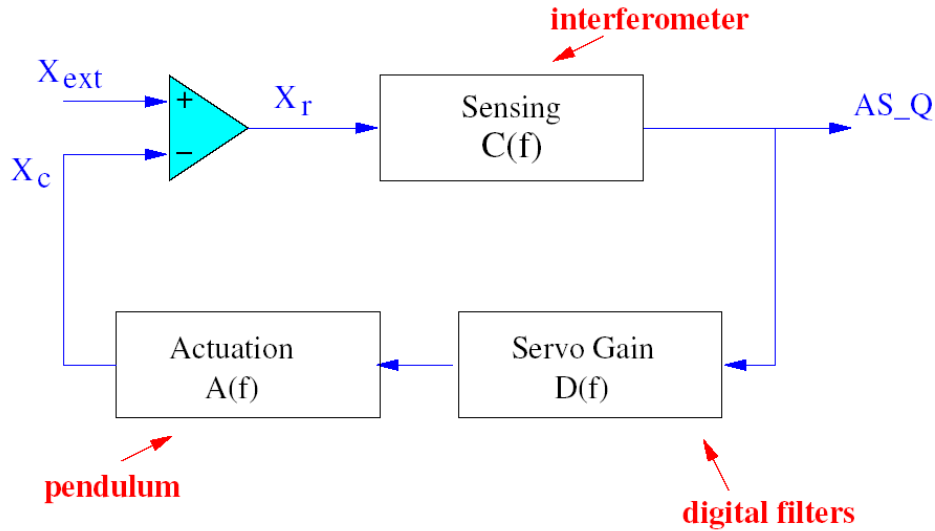 interferometer
X_ext
+
X_r
Sensing
C(f)
AS_Q
−
X_c
Actuation
A(f)
Servo Gain
D(f)
pendulum
digital filters